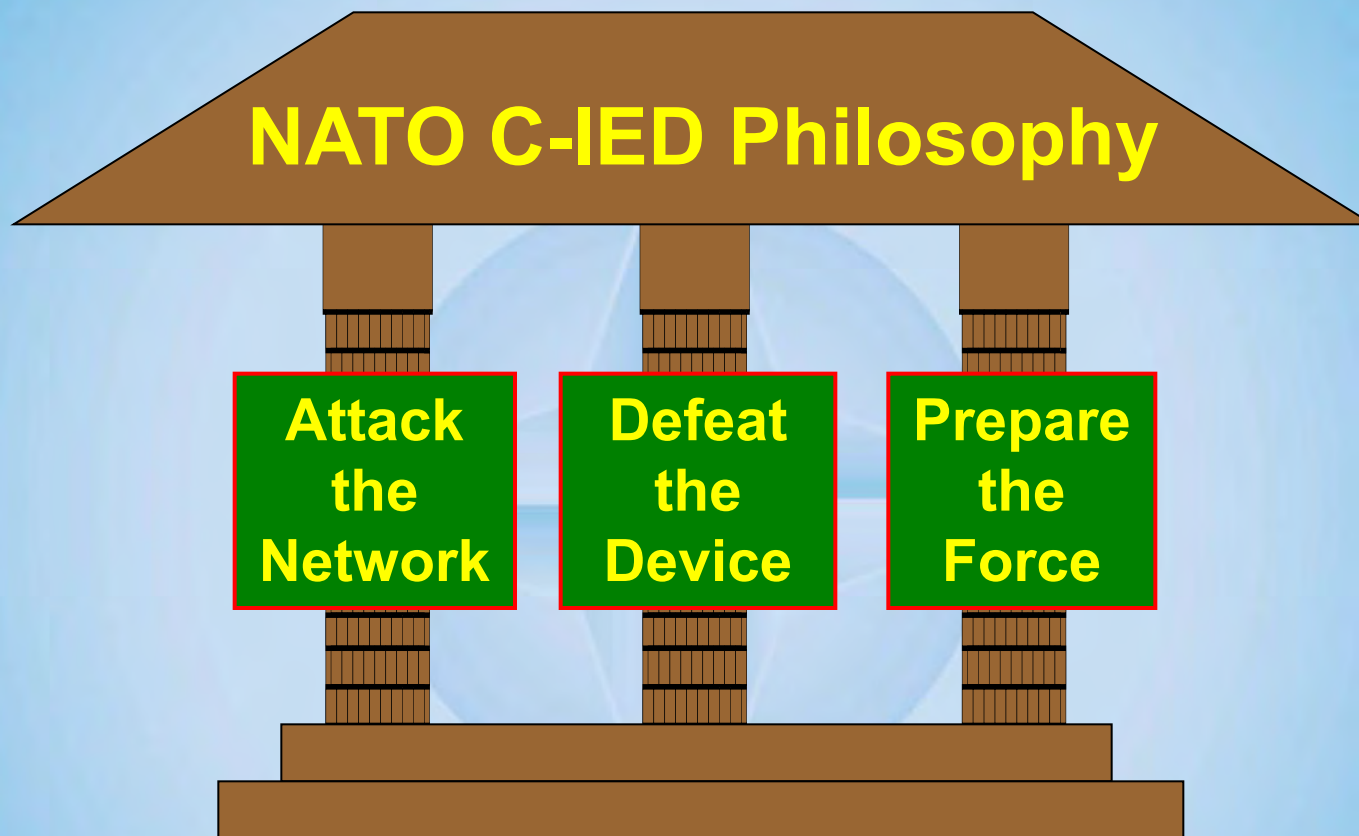 NATO C-IED Philosophy
Attack
the
Network
Defeat
the
Device
Prepare
the
Force